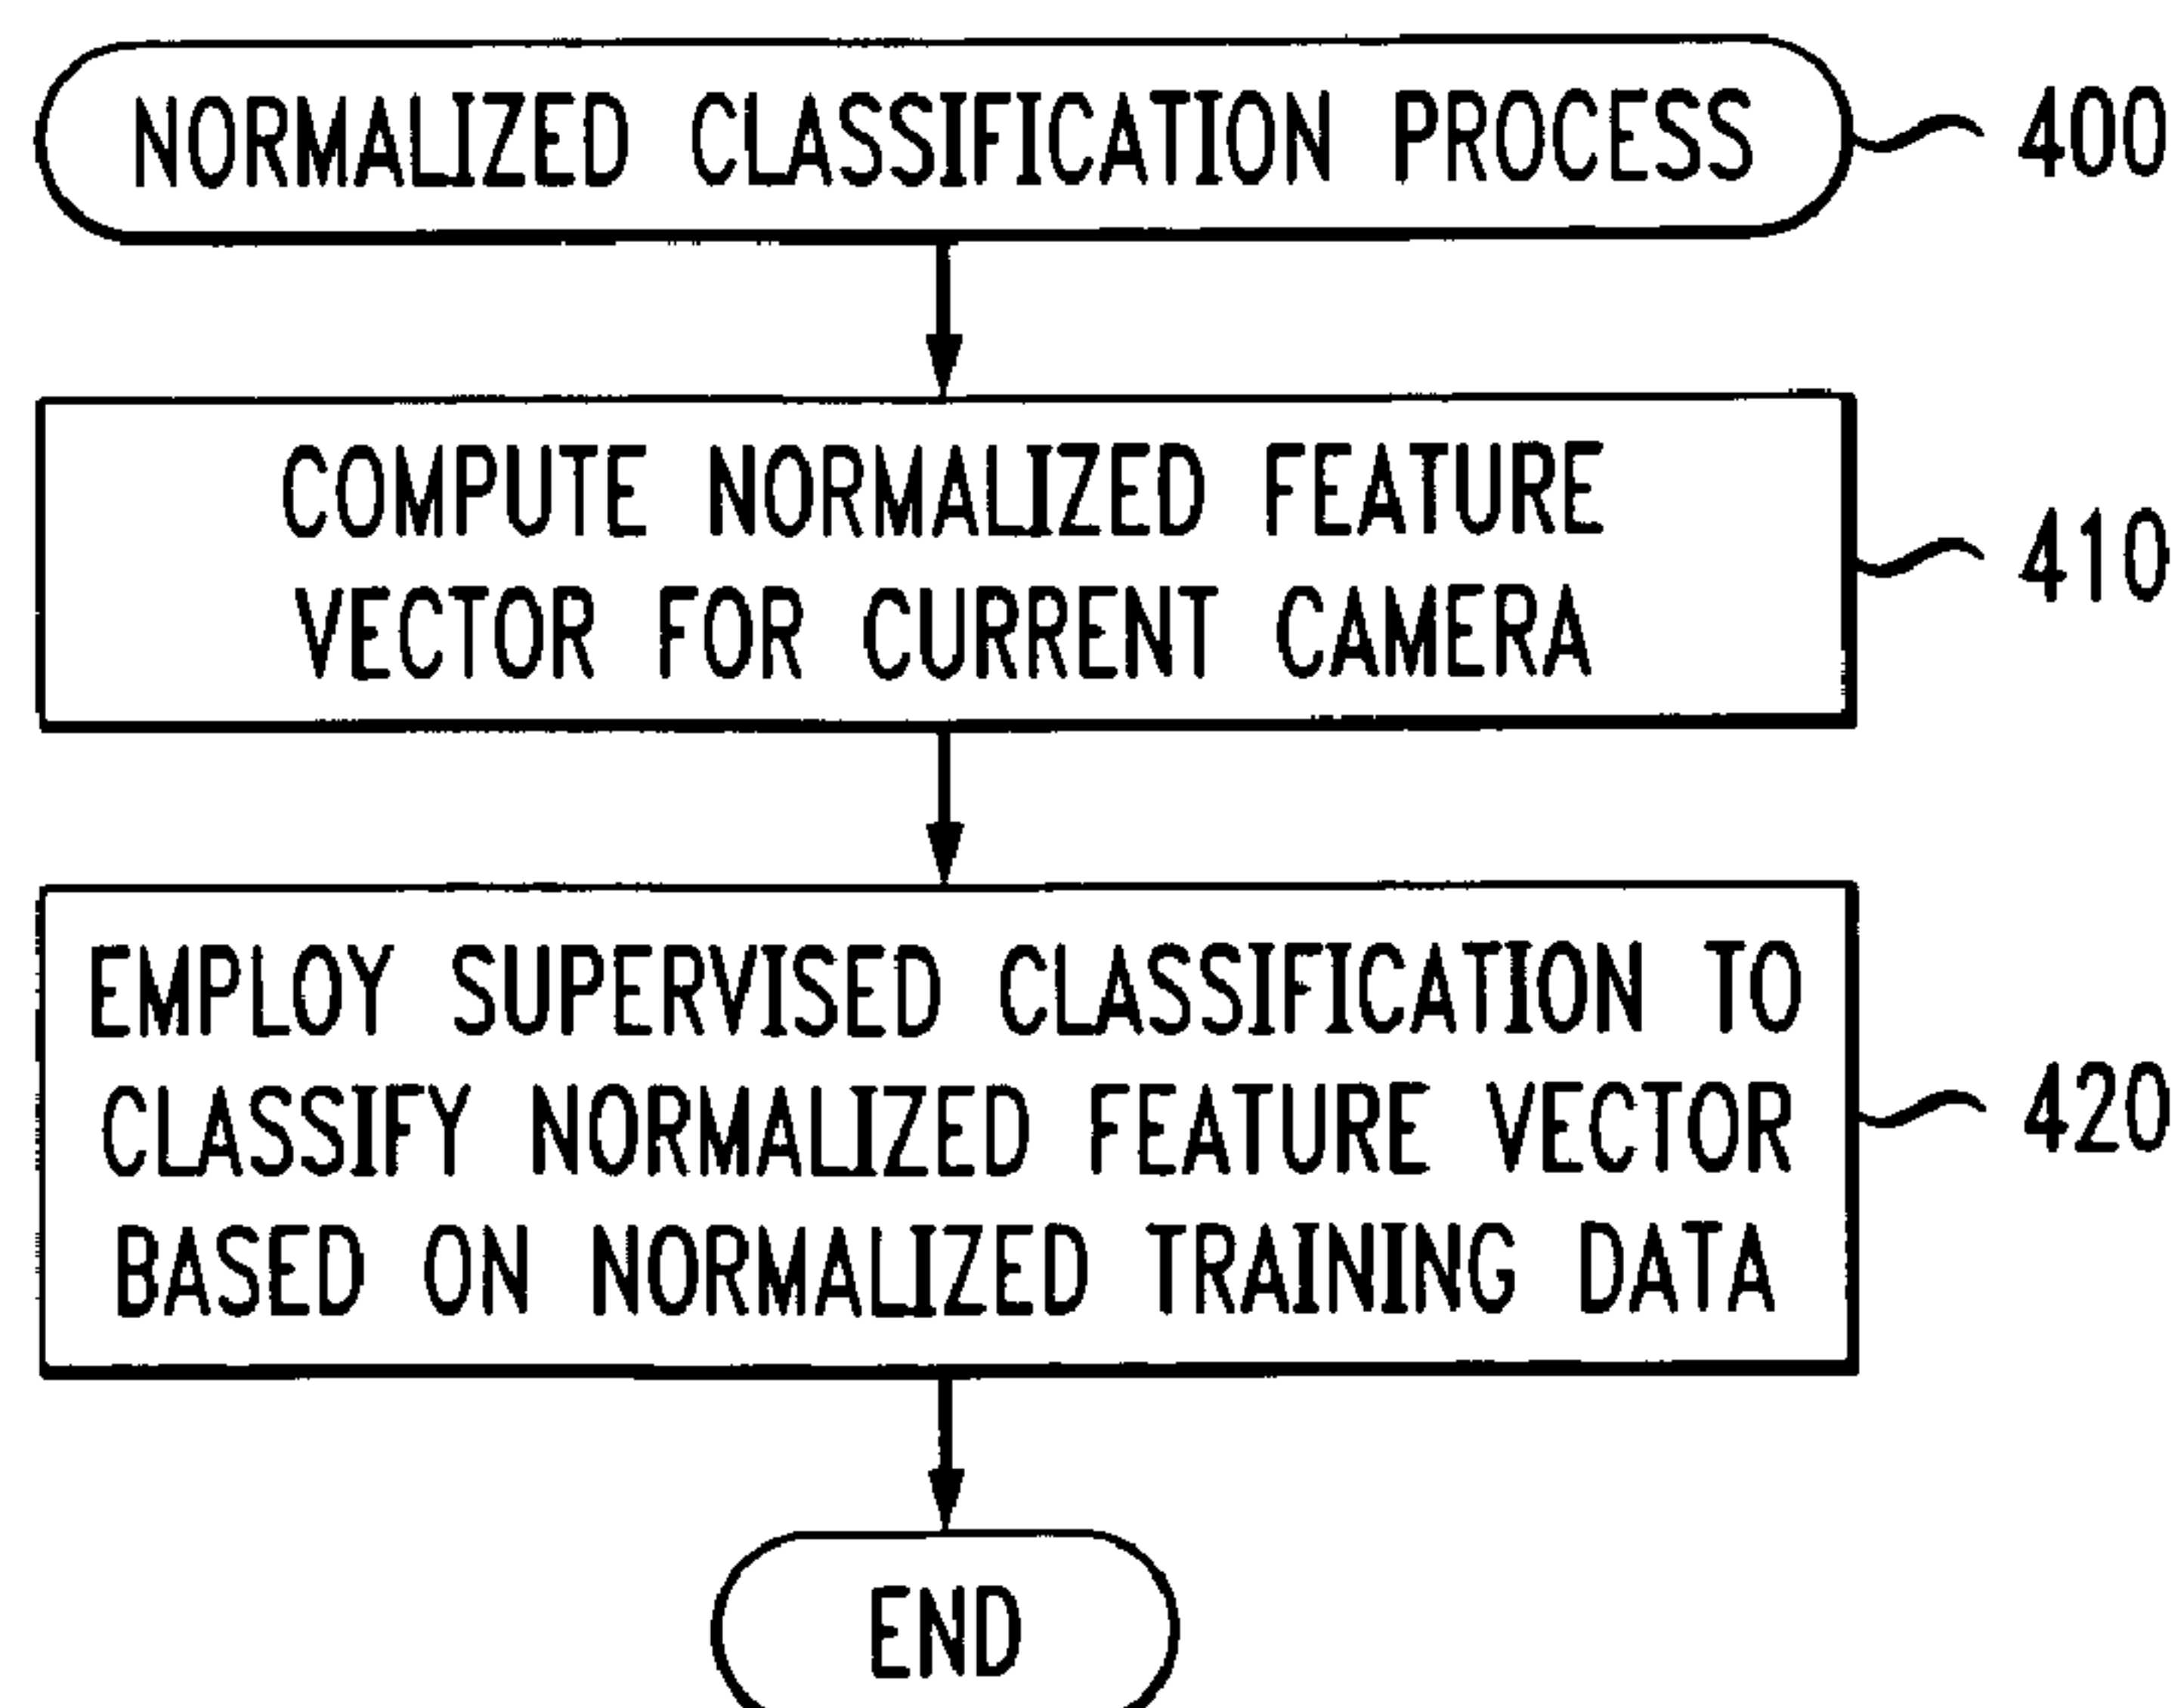 NORMALIZED CLASSIFICATION PROCESS
400
COMPUTE NORMALIZED FEATURE
VECTOR FOR CURRENT CAMERA
410
EMPLOY SUPERVISED CLASSIFICATION TO
CLASSIFY NORMALIZED FEATURE VECTOR
BASED ON NORMALIZED TRAINING DATA
420
END